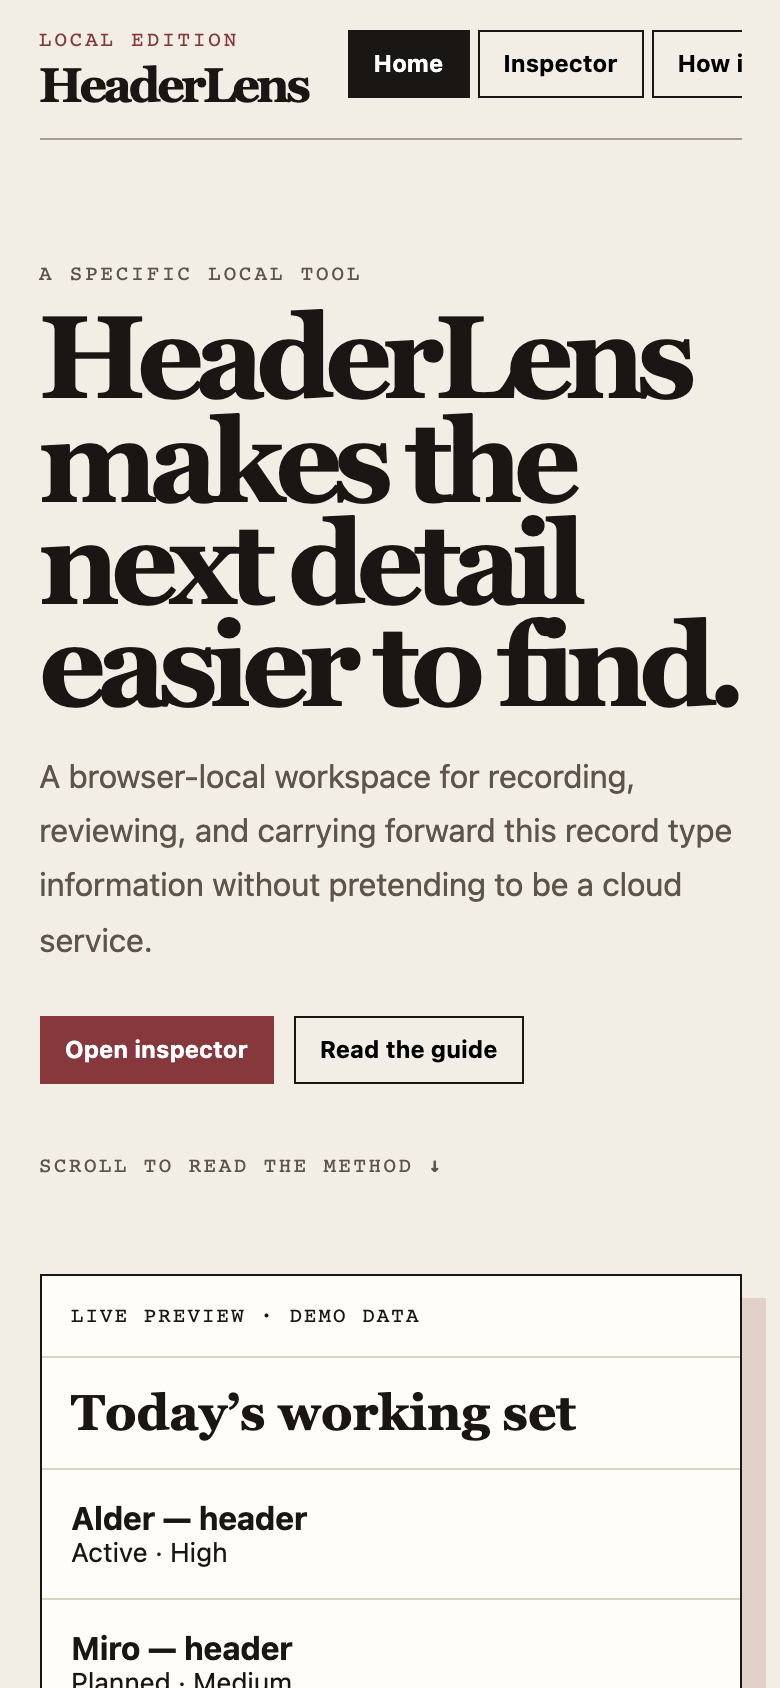 LOCAL EDITION
HeaderLens
Home
Inspector
How i
A SPECIFIC LOCAL TOOL
HeaderLens
makes the
next detail
easier to find.
A browser-local workspace for recording,
reviewing, and carrying forward this record type
information without pretending to be a cloud
service.
Open inspector
Read the guide
SCROLL TO READ THE METHOD ↓
LIVE PREVIEW · DEMO DATA
Today’s working set
Alder — header
Active · High
Miro — header
Planned · Medium